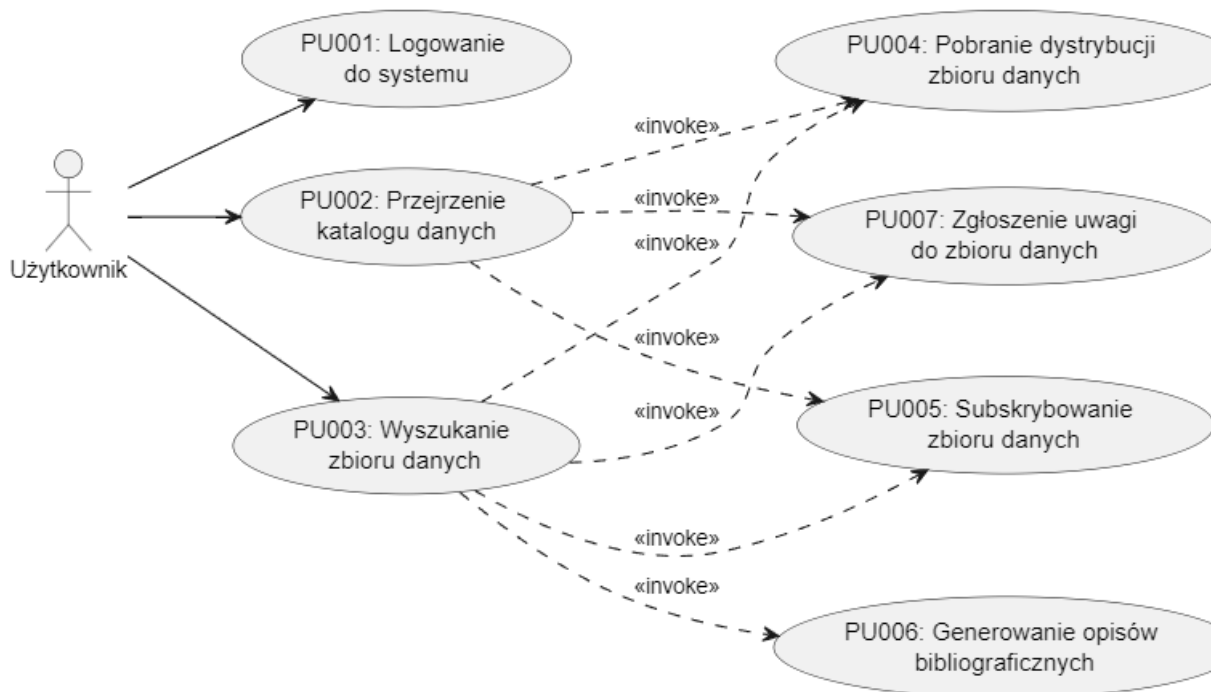 PU001: Logowanie
do systemu
PU004: Pobranie dystrybucji
zbioru danych
«invoke»
PU002: Przejrzenie
katalogu danych
«invoke»
PU007: Zgłoszenie uwagi
do zbioru danych
«invoke»
Użytkownik
«invoke»
PU003: Wyszukanie
zbioru danych
«invoke»
PU005: Subskrybowanie
zbioru danych
«invoke»
«invoke»
PU006: Generowanie opisów
bibliograficznych